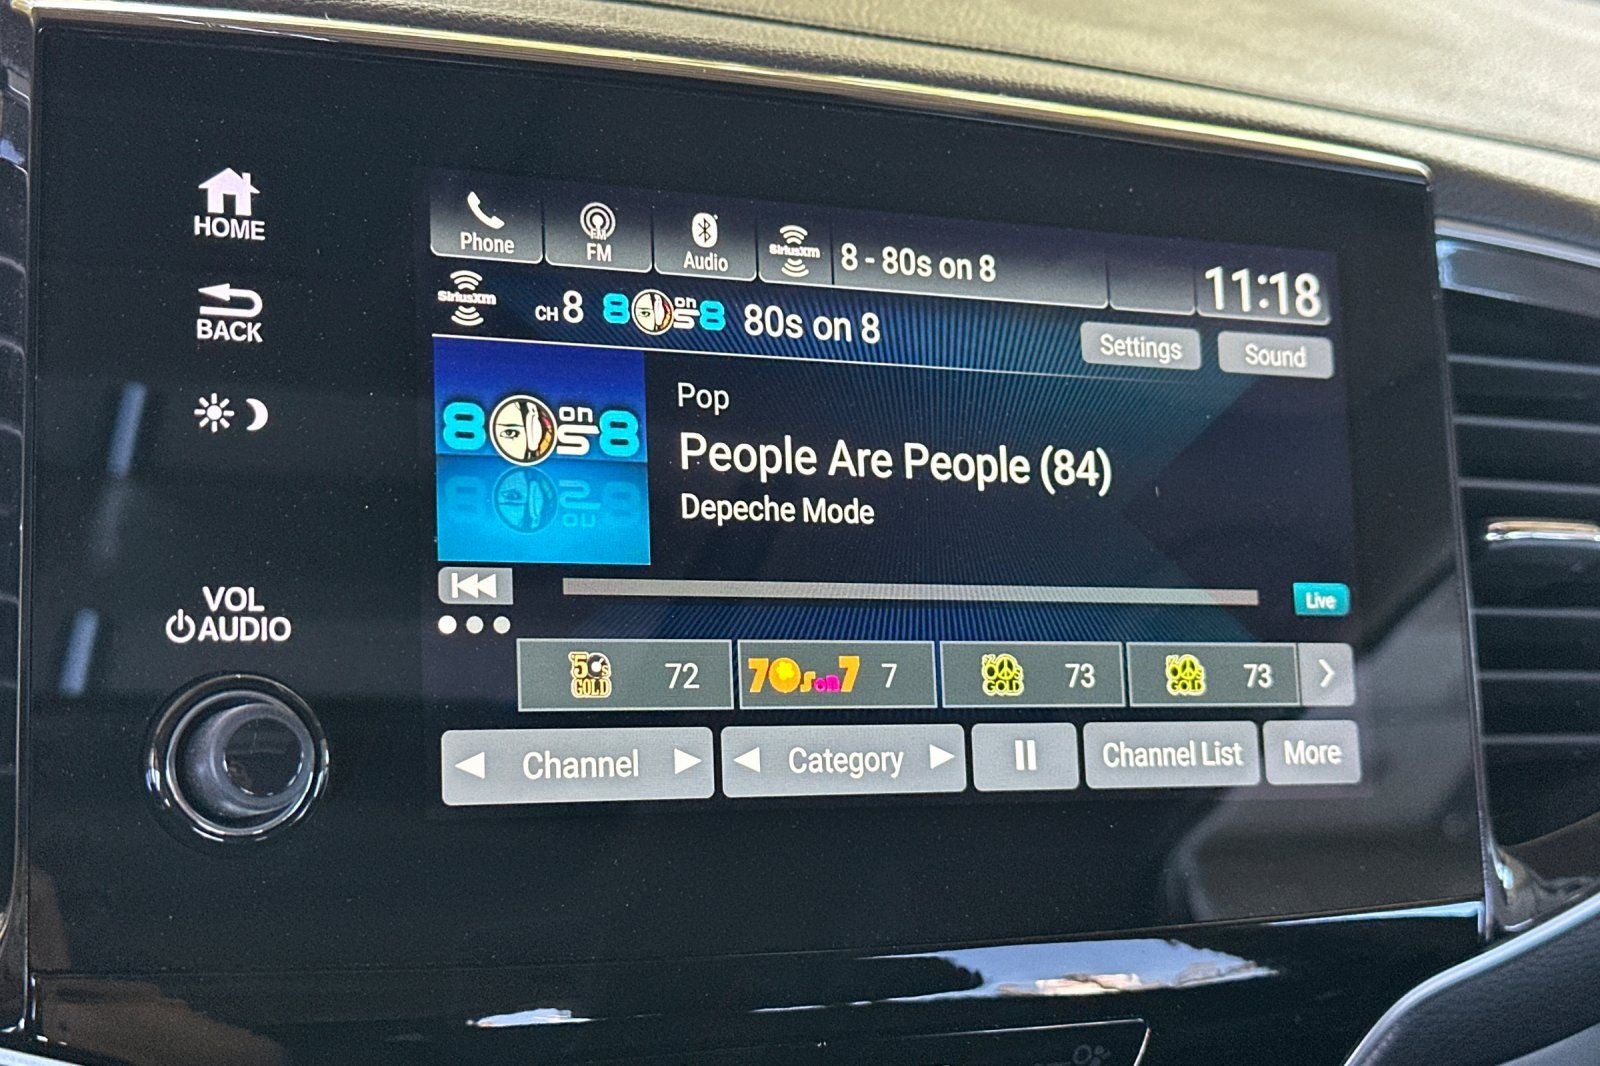 HOME
BACK
VOL
AUDIO
Phone
FM
Audio
SiriusXM
8 - 80s on 8
11:18
SiriusXM
CH 8
80s on 8
80s on 8
Settings
Sound
80s on 8
Pop
People Are People (84)
Depeche Mode
Live
50s GOLD 72
70s on 7 7
60s GOLD 73
60s GOLD 73
Channel
Category
Channel List
More